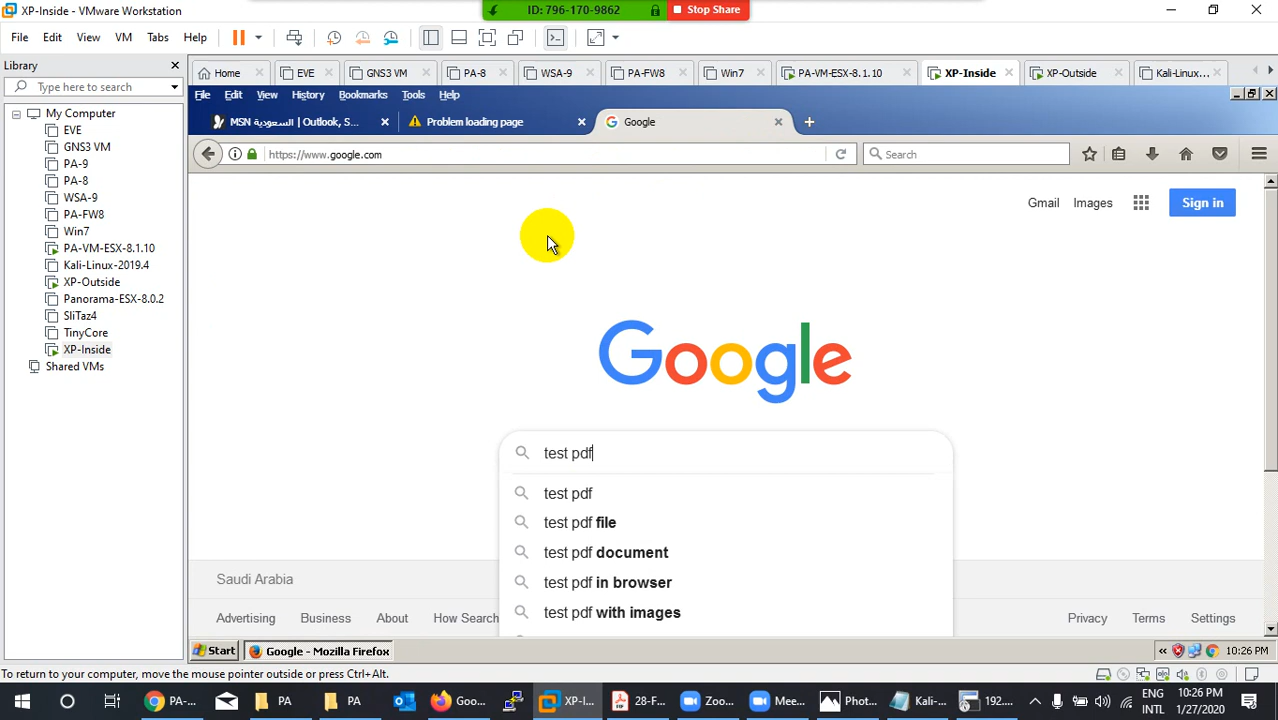 XP-Inside - VMware Workstation
ID: 796-170-9862 Stop Share
File Edit View VM Tabs Help
Library
Type here to search
My Computer
EVE
GNS3 VM
PA-9
PA-8
WSA-9
PA-FW8
Win7
PA-VM-ESX-8.1.10
Kali-Linux-2019.4
XP-Outside
Panorama-ESX-8.0.2
SliTaz4
TinyCore
XP-Inside
Shared VMs
Home EVE GNS3 VM PA-8 WSA-9 PA-FW8 Win7 PA-VM-ESX-8.1.10 XP-Inside XP-Outside Kali-Linux...
File Edit View History Bookmarks Tools Help
MSN السعودية | Outlook, S... Problem loading page Google
https://www.google.com Search
Gmail Images Sign in
Google
test pdf
test pdf
test pdf file
test pdf document
test pdf in browser
test pdf with images
Saudi Arabia
Advertising Business About How Search Privacy Terms Settings
Start Google - Mozilla Firefox 10:26 PM
To return to your computer, move the mouse pointer outside or press Ctrl+Alt.
PA-... PA PA Goo... XP-I... 28-F... Zoo... Mee... Phot... Kali-... 192....
ENG 10:26 PM
INTL 1/27/2020